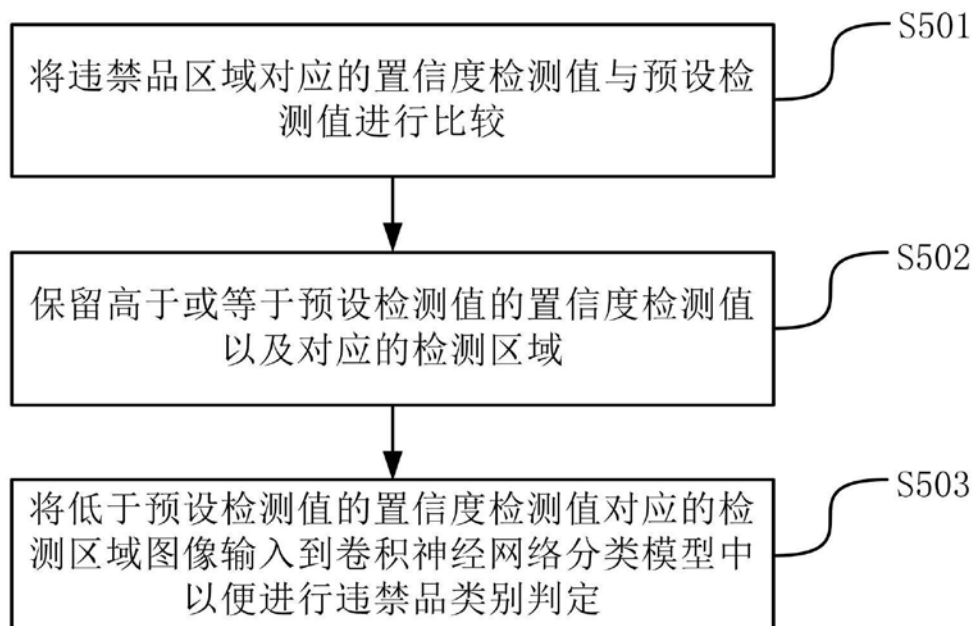 S501
将违禁品区域对应的置信度检测值与预设检
测值进行比较
S502
保留高于或等于预设检测值的置信度检测值
以及对应的检测区域
S503
将低于预设检测值的置信度检测值对应的检
测区域图像输入到卷积神经网络分类模型中
以便进行违禁品类别判定